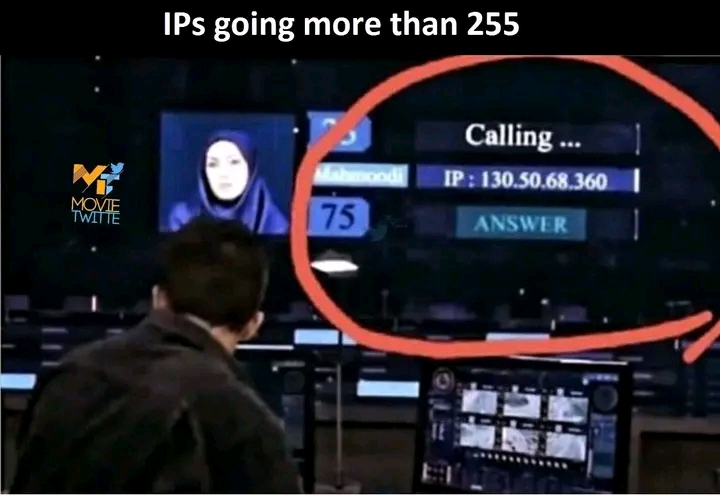 IPs going more than 255
Calling ...
Mahmoodi
IP : 130.50.68.360
75
ANSWER
MOVIE
TWITTE